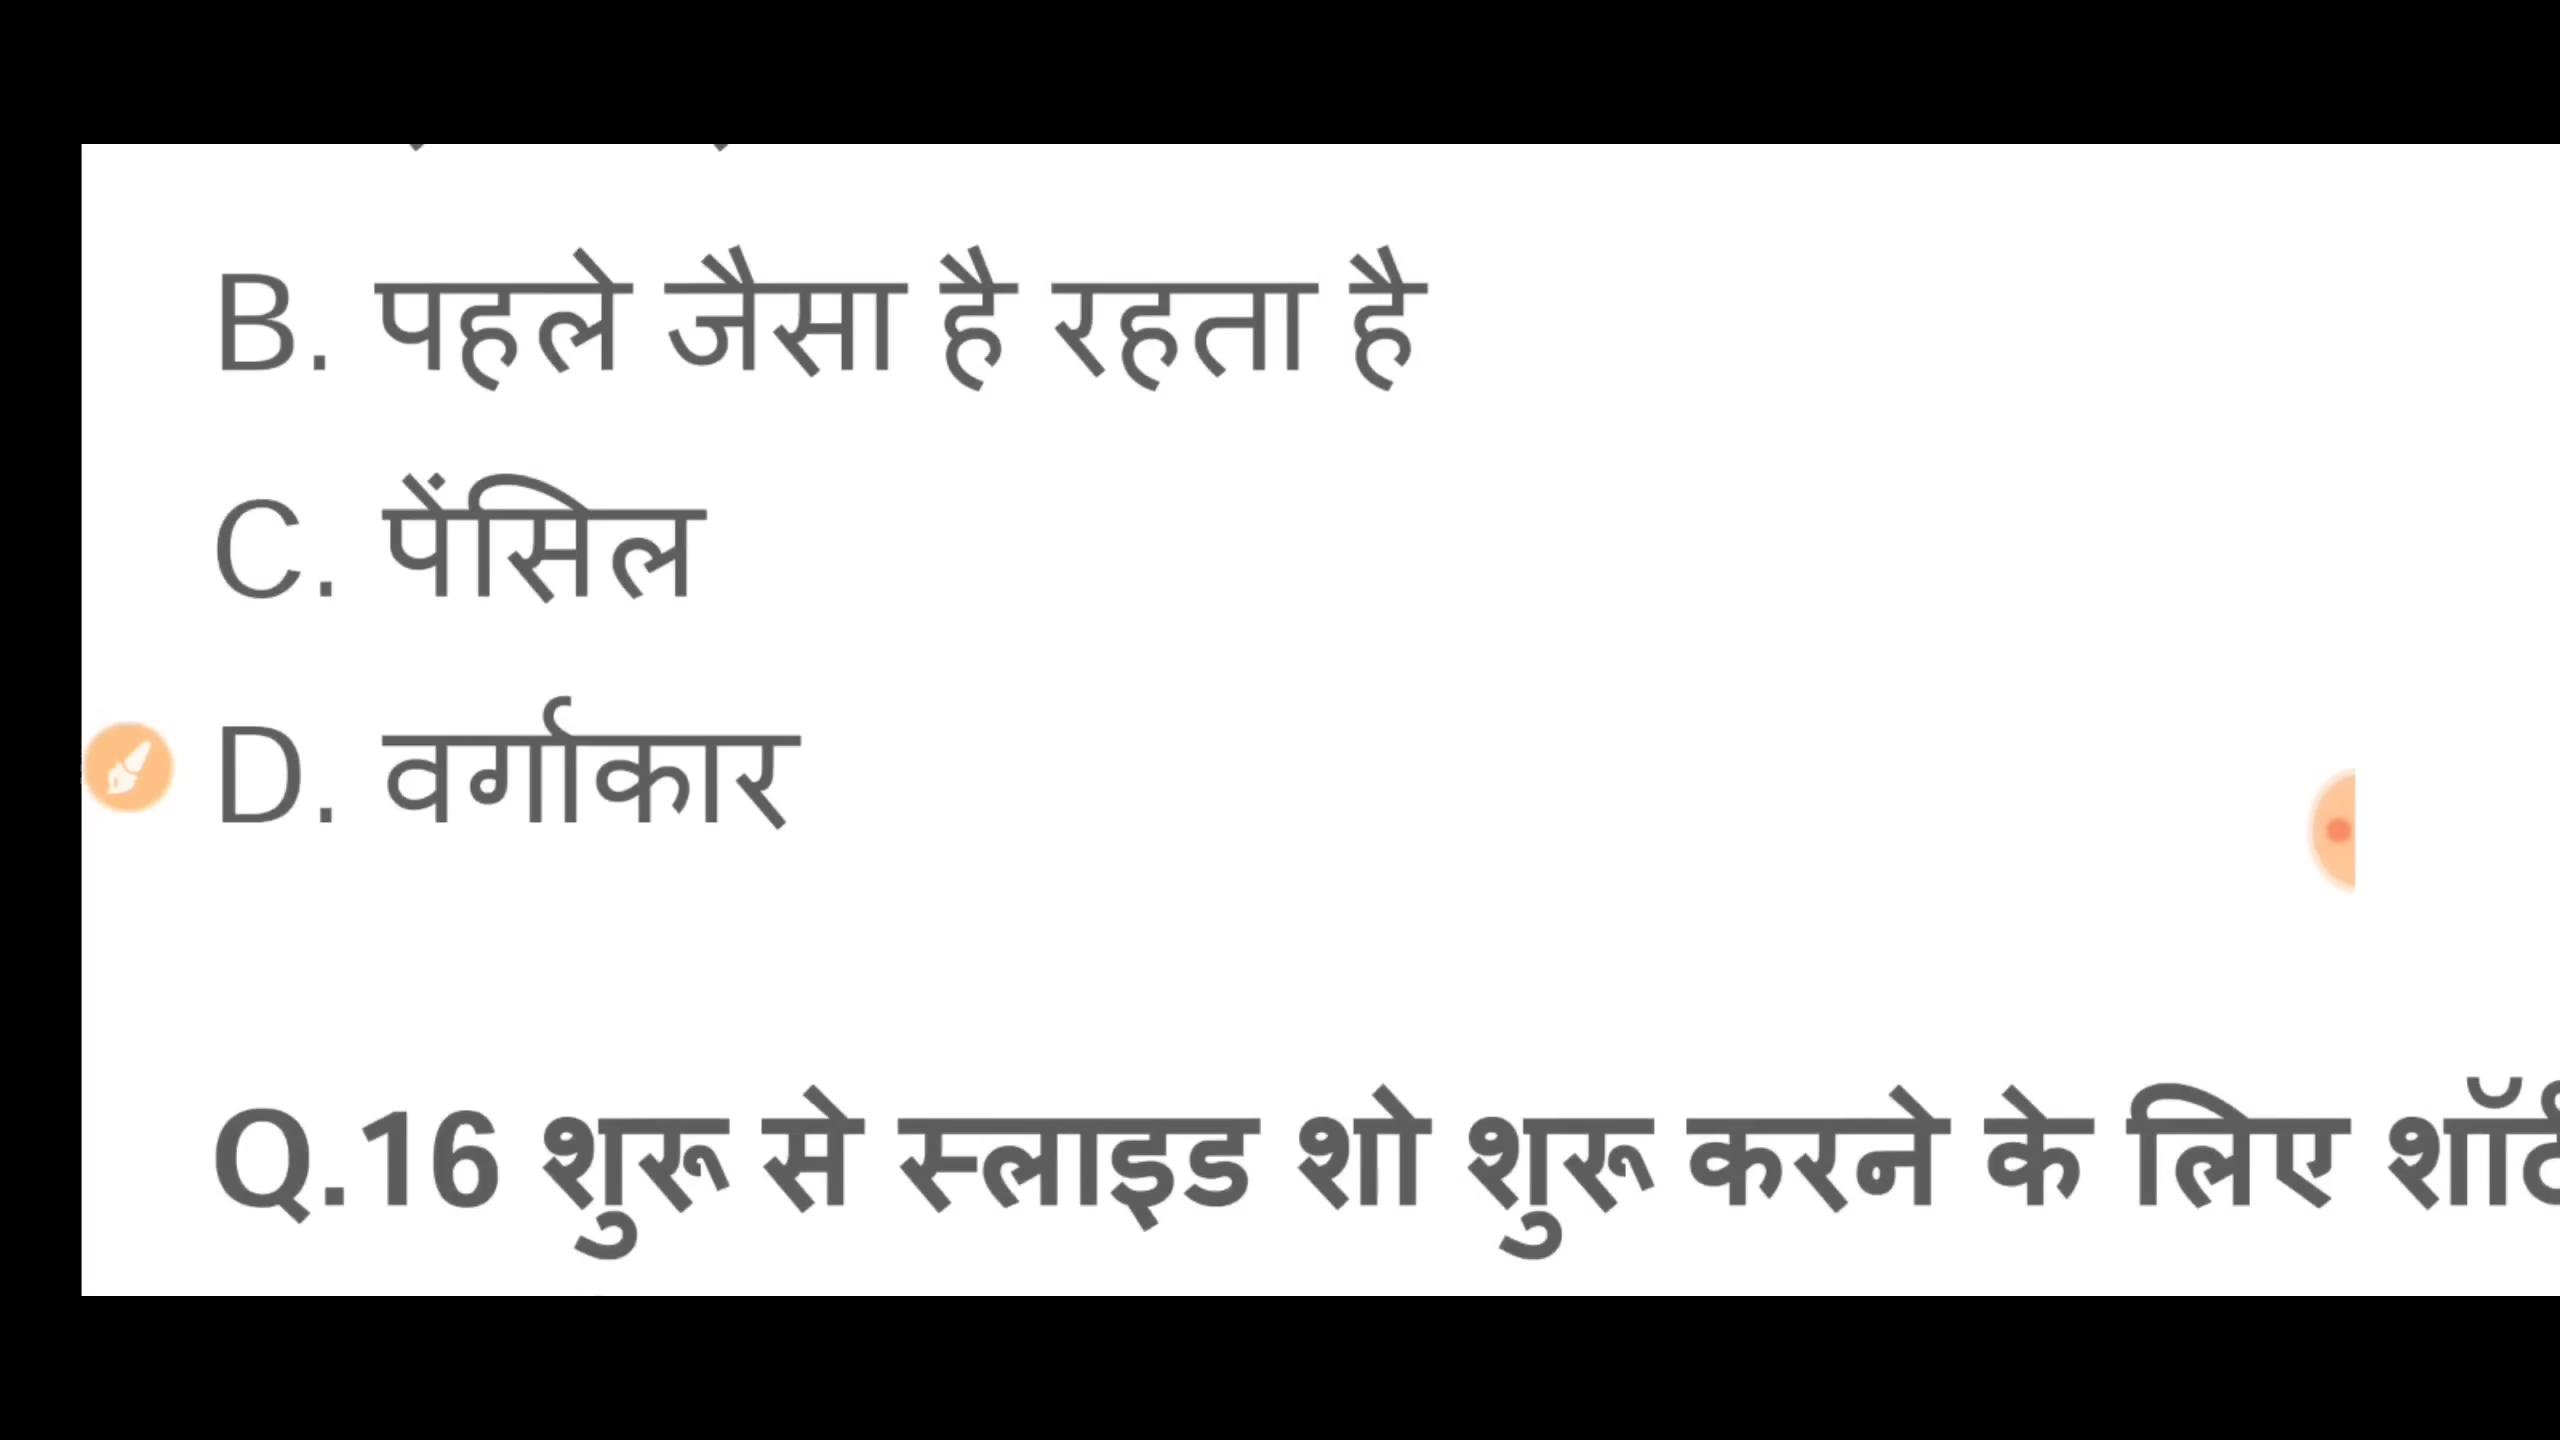 B. पहले जैसा है रहता है
C. पेंसिल
D. वर्गाकार
Q.16 शुरू से स्लाइड शो शुरू करने के लिए